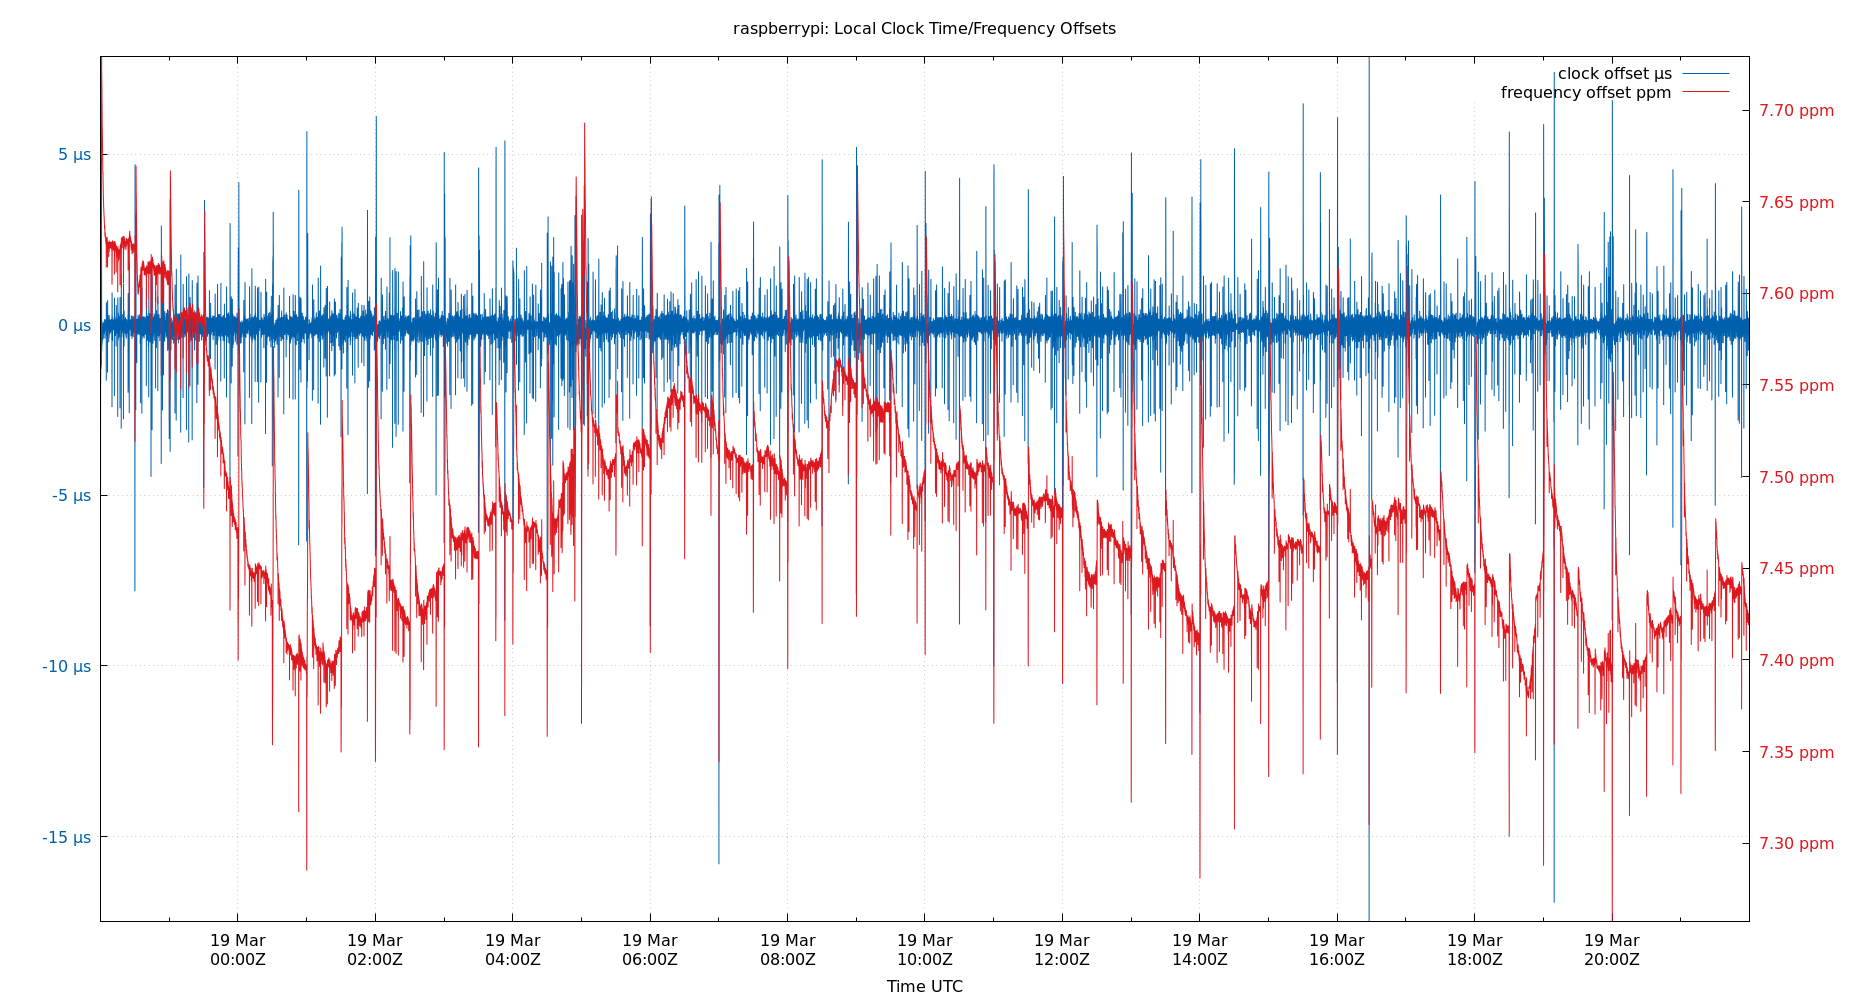 raspberrypi: Local Clock Time/Frequency Offsets
clock offset µs
frequency offset ppm
5 µs
0 µs
-5 µs
-10 µs
-15 µs
7.70 ppm
7.65 ppm
7.60 ppm
7.55 ppm
7.50 ppm
7.45 ppm
7.40 ppm
7.35 ppm
7.30 ppm
19 Mar
00:00Z
19 Mar
02:00Z
19 Mar
04:00Z
19 Mar
06:00Z
19 Mar
08:00Z
19 Mar
10:00Z
19 Mar
12:00Z
19 Mar
14:00Z
19 Mar
16:00Z
19 Mar
18:00Z
19 Mar
20:00Z
Time UTC